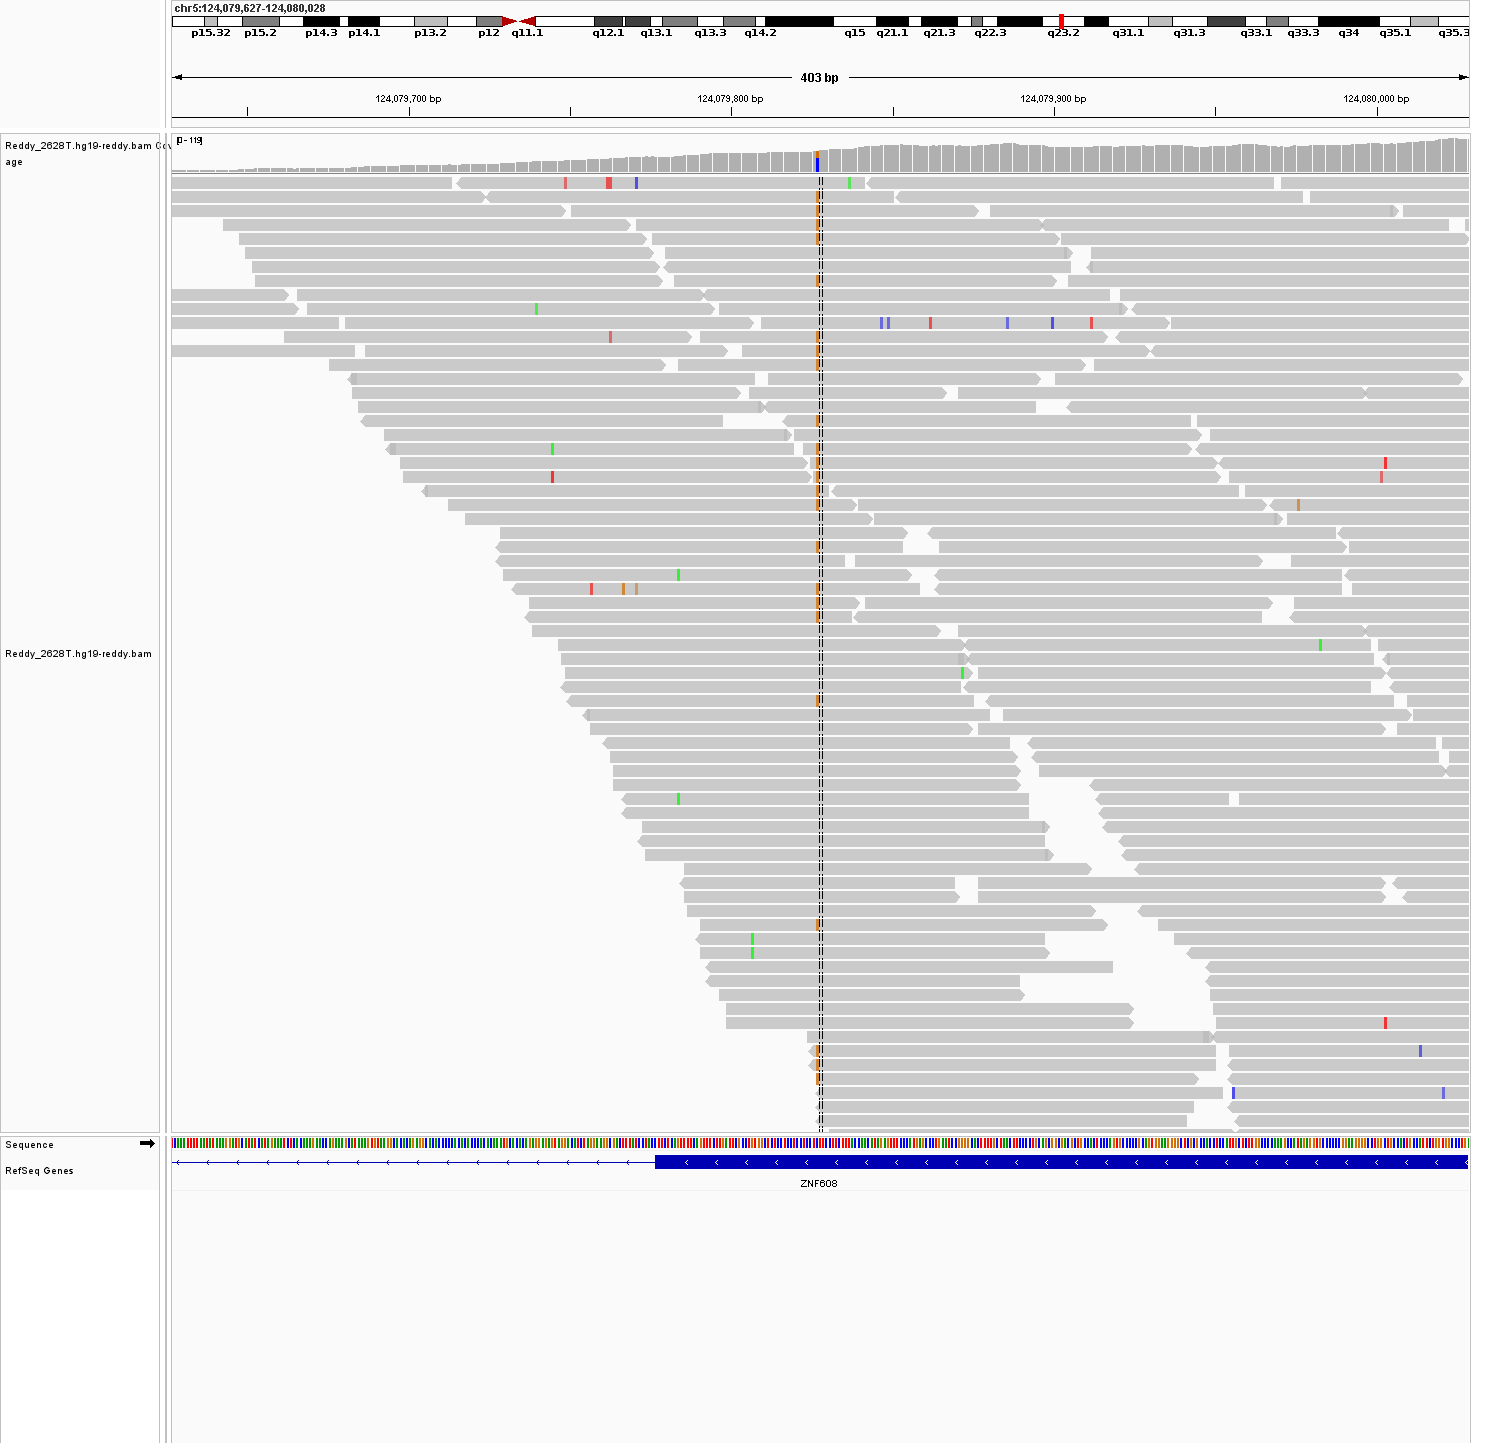 chr5:124,079,627-124,080,028
p15.32 p15.2 p14.3 p14.1 p13.2 p12 q11.1 q12.1 q13.1 q13.3 q14.2 q15 q21.1 q21.3 q22.3 q23.2 q31.1 q31.3 q33.1 q33.3 q34 q35.1 q35.3
403 bp
124,079,700 bp 124,079,800 bp 124,079,900 bp 124,080,000 bp
Reddy_2628T.hg19-reddy.bam Cov
age
[0 - 119]
Reddy_2628T.hg19-reddy.bam
Sequence
RefSeq Genes
ZNF608